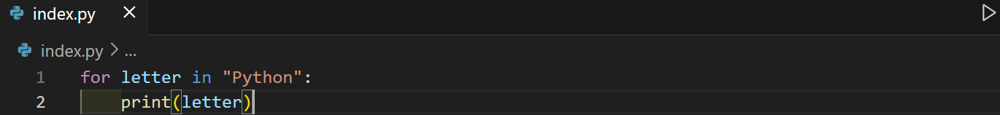 index.py
index.py > ...
1 for letter in "Python":
2     print(letter)